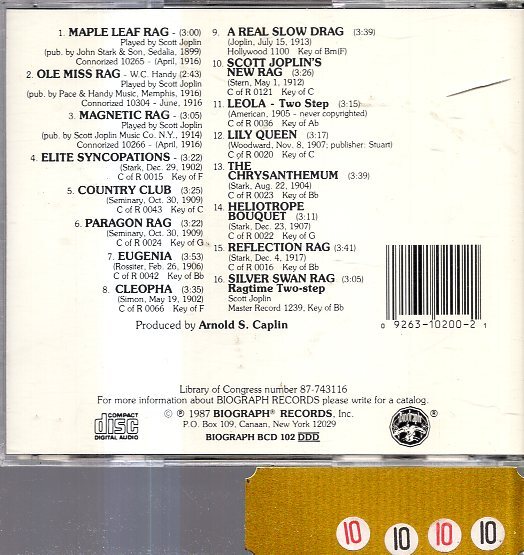 1. MAPLE LEAF RAG - (3:00)
Played by Scott Joplin
(pub. by John Stark & Son, Sedalia, 1899)
Connorized 10265 - (April, 1916)
2. OLE MISS RAG - W.C. Handy (2:43)
Played by Scott Joplin
(pub. by Pace & Handy Music, Memphis, 1916)
Connorized 10304 - June, 1916
3. MAGNETIC RAG - (3:05)
Played by Scott Joplin
(pub. by Scott Joplin Music Co. N.Y., 1914)
Connorized 10266 - (April, 1916)
4. ELITE SYNCOPATIONS - (3:22)
(Stark, Dec. 29, 1902)
C of R 0015 Key of F
5. COUNTRY CLUB (3:25)
(Seminary, Oct. 30, 1909)
C of R 0043 Key of C
6. PARAGON RAG (3:22)
(Seminary, Oct. 30, 1909)
C of R 0024 Key of G
7. EUGENIA (3:53)
(Rossiter, Feb. 26, 1906)
C of R 0042 Key of Bb
8. CLEOPHA (3:35)
(Simon, May 19, 1902)
C of R 0066 Key of F
9. A REAL SLOW DRAG (3:39)
(Joplin, July 15, 1913)
Hollywood 1100 Key of Bm(F)
10. SCOTT JOPLIN'S
NEW RAG (3:26)
(Stern, May 1, 1912)
C of R 0121 Key of C
11. LEOLA - Two Step (3:15)
(American, 1905 - never copyrighted)
C of R 0036 Key of Ab
12. LILY QUEEN (3:17)
(Woodward, Nov. 8, 1907; publisher: Stuart)
C of R 0020 Key of C
13. THE
CHRYSANTHEMUM (3:39)
(Stark, Aug. 22, 1904)
C of R 0023 Key of Bb
14. HELIOTROPE
BOUQUET (3:11)
(Stark, Dec. 23, 1907)
C of R 0022 Key of G
15. REFLECTION RAG (3:41)
(Stark, Dec. 4, 1917)
C of R 0016 Key of Bb
16. SILVER SWAN RAG (3:05)
Ragtime Two-step
Scott Joplin
Master Record 1239, Key of Bb
Produced by Arnold S. Caplin
0 9263-10200-2 1
Library of Congress number 87-743116
For more information about BIOGRAPH RECORDS please write for a catalog.
© ℗ 1987 BIOGRAPH® RECORDS, Inc.
P.O. Box 109, Canaan, New York 12029
BIOGRAPH BCD 102 DDD
COMPACT
disc
DIGITAL AUDIO
Biograph ®
10 10 10 10